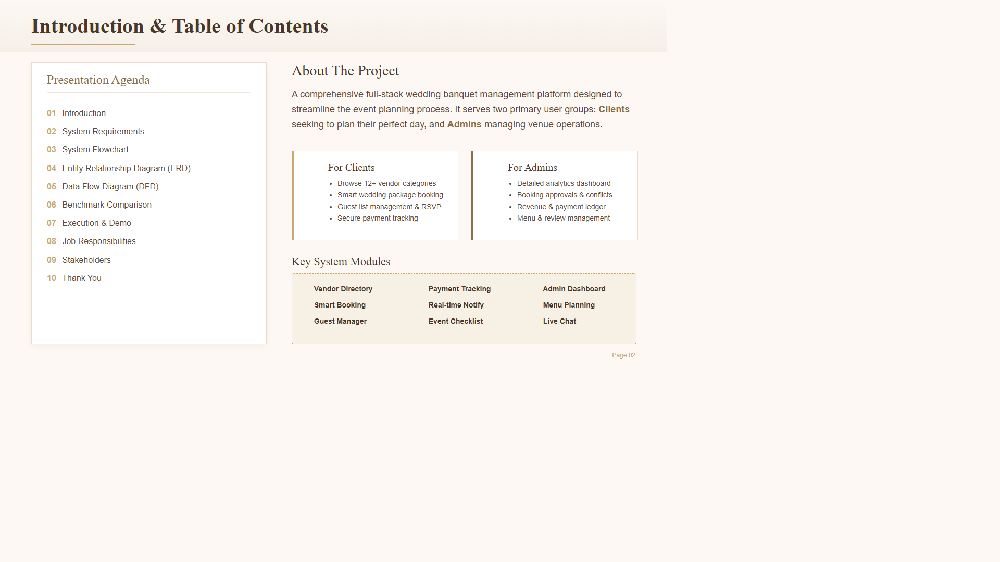 Introduction & Table of Contents
Presentation Agenda
01 Introduction
02 System Requirements
03 System Flowchart
04 Entity Relationship Diagram (ERD)
05 Data Flow Diagram (DFD)
06 Benchmark Comparison
07 Execution & Demo
08 Job Responsibilities
09 Stakeholders
10 Thank You
About The Project
A comprehensive full-stack wedding banquet management platform designed to
streamline the event planning process. It serves two primary user groups: Clients
seeking to plan their perfect day, and Admins managing venue operations.
For Clients
• Browse 12+ vendor categories
• Smart wedding package booking
• Guest list management & RSVP
• Secure payment tracking
For Admins
• Detailed analytics dashboard
• Booking approvals & conflicts
• Revenue & payment ledger
• Menu & review management
Key System Modules
Vendor Directory Payment Tracking Admin Dashboard
Smart Booking Real-time Notify Menu Planning
Guest Manager Event Checklist Live Chat
Page 02